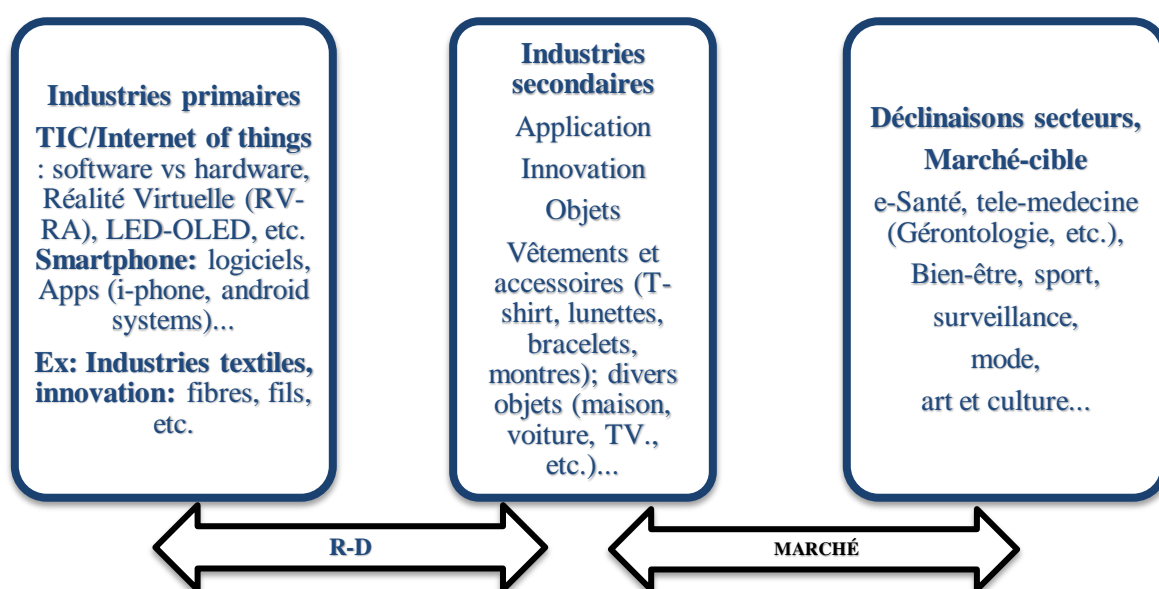 Industries primaires
TIC/Internet of things
: software vs hardware,
Réalité Virtuelle (RV-
RA), LED-OLED, etc.
Smartphone: logiciels,
Apps (i-phone, android
systems)...
Ex: Industries textiles,
innovation: fibres, fils,
etc.
Industries
secondaires
Application
Innovation
Objets
Vêtements et
accessoires (T-
shirt, lunettes,
bracelets,
montres); divers
objets (maison,
voiture, TV.,
etc.)...
Déclinaisons secteurs,
Marché-cible
e-Santé, tele-medecine
(Gérontologie, etc.),
Bien-être, sport,
surveillance,
mode,
art et culture...
R-D
MARCHÉ